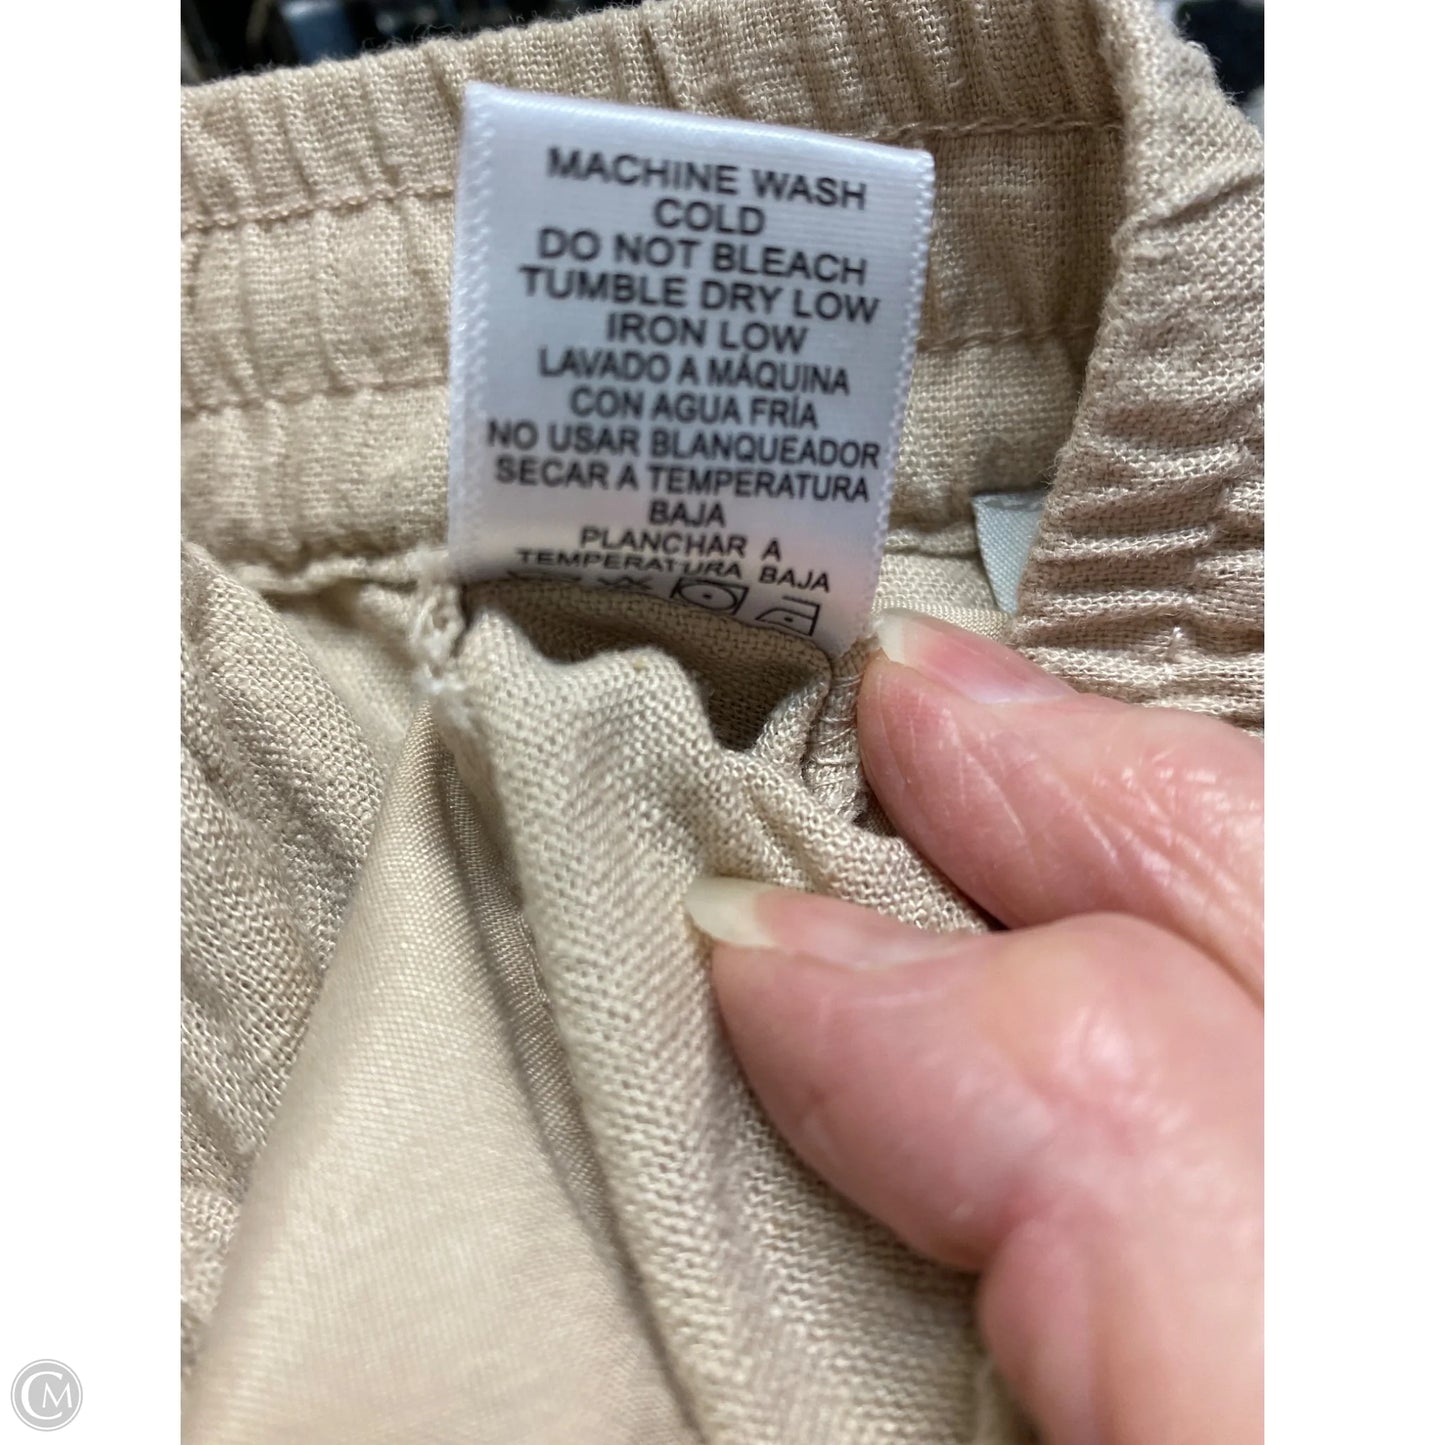 MACHINE WASH
COLD
DO NOT BLEACH
TUMBLE DRY LOW
IRON LOW
LAVADO A MÁQUINA
CON AGUA FRÍA
NO USAR BLANQUEADOR
SECAR A TEMPERATURA
BAJA
PLANCHAR A
TEMPERATURA BAJA
CM